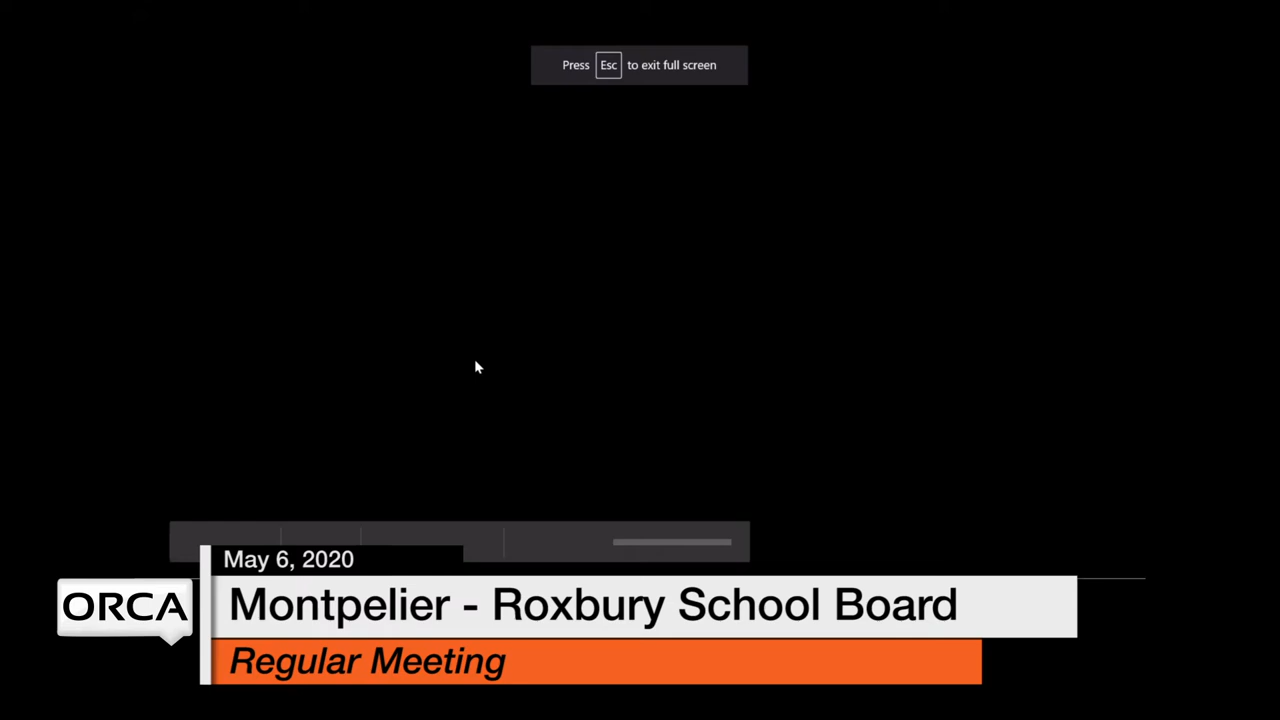 Press Esc to exit full screen
May 6, 2020
ORCA
Montpelier - Roxbury School Board
Regular Meeting